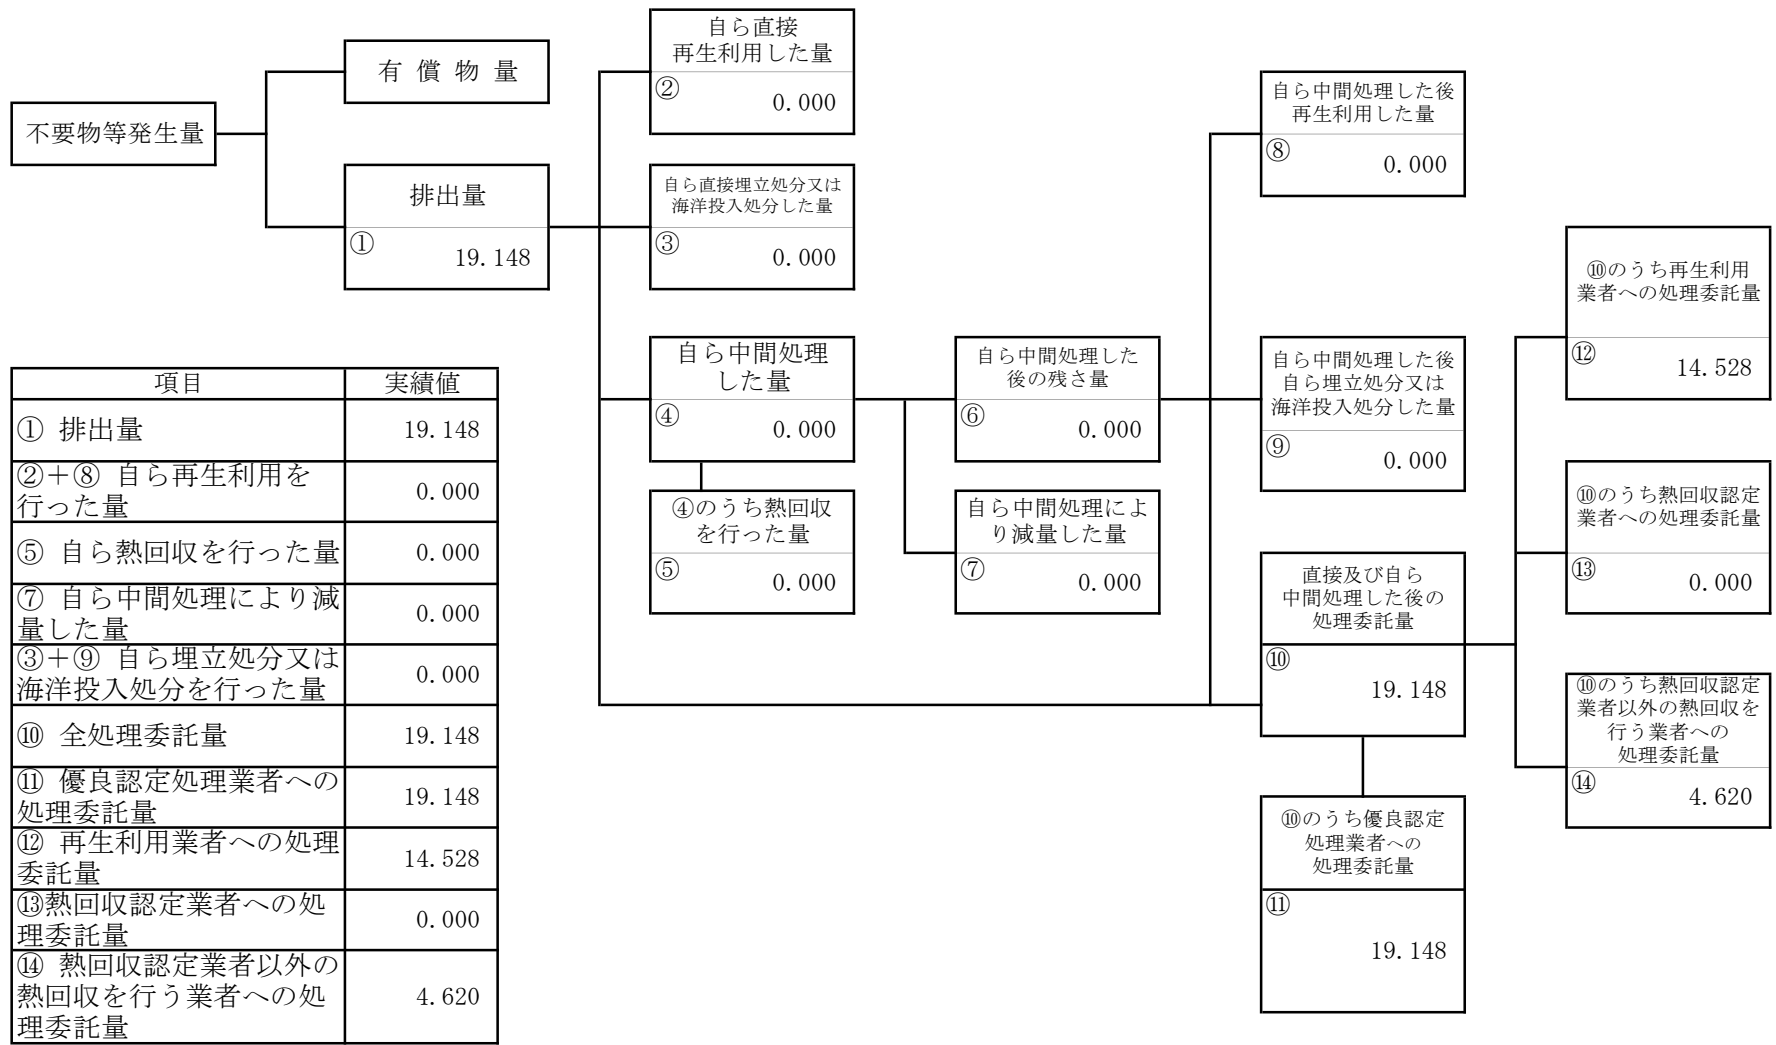 不要物等発生量
有 償 物 量
排出量
①
19.148
自ら直接
再生利用した量
②
0.000
自ら直接埋立処分又は
海洋投入処分した量
③
0.000
自ら中間処理
した量
④
0.000
④のうち熱回収
を行った量
⑤
0.000
自ら中間処理した
後の残さ量
⑥
0.000
自ら中間処理によ
り減量した量
⑦
0.000
自ら中間処理した後
再生利用した量
⑧
0.000
自ら中間処理した後
自ら埋立処分又は
海洋投入処分した量
⑨
0.000
直接及び自ら
中間処理した後の
処理委託量
⑩
19.148
⑩のうち優良認定
処理業者への
処理委託量
⑪
19.148
⑩のうち再生利用
業者への処理委託量
⑫
14.528
⑩のうち熱回収認定
業者への処理委託量
⑬
0.000
⑩のうち熱回収認定
業者以外の熱回収を
行う業者への
処理委託量
⑭
4.620
項目 実績値
① 排出量 19.148
②＋⑧ 自ら再生利用を
行った量 0.000
⑤ 自ら熱回収を行った量 0.000
⑦ 自ら中間処理により減
量した量 0.000
③＋⑨ 自ら埋立処分又は
海洋投入処分を行った量 0.000
⑩ 全処理委託量 19.148
⑪ 優良認定処理業者への
処理委託量 19.148
⑫ 再生利用業者への処理
委託量 14.528
⑬熱回収認定業者への処
理委託量 0.000
⑭ 熱回収認定業者以外の
熱回収を行う業者への処
理委託量 4.620